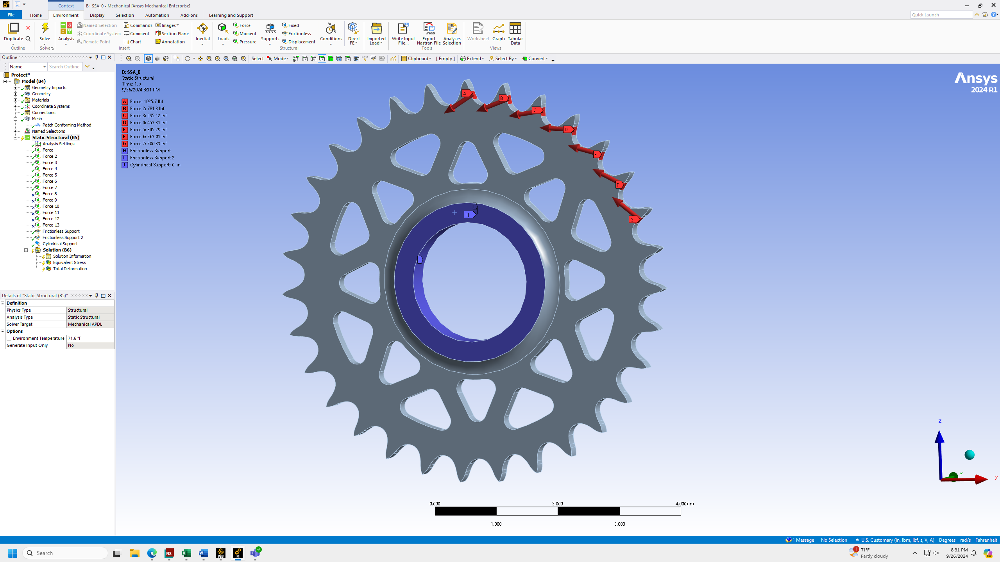 Context
B : SSA_0 - Mechanical [Ansys Mechanical Enterprise]
File
Home
Environment
Display
Selection
Automation
Add-ons
Learning and Support
Quick Launch
Duplicate
Outline
Solve
Solver
Analysis
Named Selection
Coordinate System
Remote Point
Commands
Comment
Chart
Images
Section Plane
Annotation
Insert
Inertial
Loads
Force
Moment
Pressure
Supports
Fixed
Frictionless
Displacement
Structural
Conditions
Direct FE
Imported Load
Write Input File...
.nas
Export Nastran File
Analyses Selection
Tools
Worksheet
Graph
Tabular Data
Views
Outline
Name
Search Outline
Select
Mode
Clipboard
[ Empty ]
Extend
Select By
Convert
Project*
Model (B4)
Geometry Imports
Geometry
Materials
Coordinate Systems
Connections
Mesh
Patch Conforming Method
Named Selections
Static Structural (B5)
Analysis Settings
Force
Force 2
Force 3
Force 4
Force 5
Force 6
Force 7
Force 8
Force 9
Force 10
Force 11
Force 12
Force 13
Frictionless Support
Frictionless Support 2
Cylindrical Support
Solution (B6)
Solution Information
Equivalent Stress
Total Deformation
Details of "Static Structural (B5)"
Definition
Physics Type Structural
Analysis Type Static Structural
Solver Target Mechanical APDL
Options
Environment Temperature 71.6 °F
Generate Input Only No
B: SSA_0
Static Structural
Time: 1. s
9/26/2024 8:31 PM
A Force: 1025.7 lbf
B Force 2: 781.3 lbf
C Force 3: 595.12 lbf
D Force 4: 453.31 lbf
E Force 5: 345.29 lbf
F Force 6: 263.01 lbf
G Force 7: 200.33 lbf
H Frictionless Support
I Frictionless Support 2
J Cylindrical Support: 0. in
Ansys
2024 R1
A
B
C
D
E
F
G
H
J
Z
Y
X
0.000 2.000 4.000 (in)
1.000 3.000
1 Message
No Selection
U.S. Customary (in, lbm, lbf, s, V, A)
Degrees
rad/s
Fahrenheit
Search
NX
WB
M
1
71°F
Partly cloudy
8:31 PM
9/26/2024
PRE